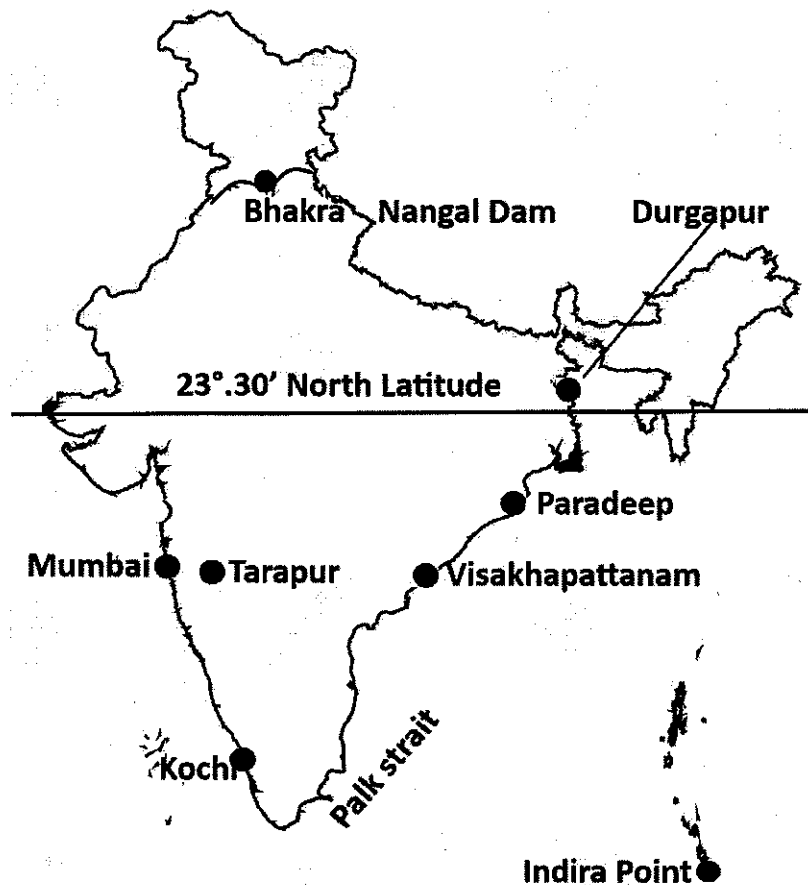 Bhakra Nangal Dam
Durgapur
23°.30' North Latitude
Paradeep
Mumbai
Tarapur
Visakhapattanam
Kochi
Palk strait
Indira Point